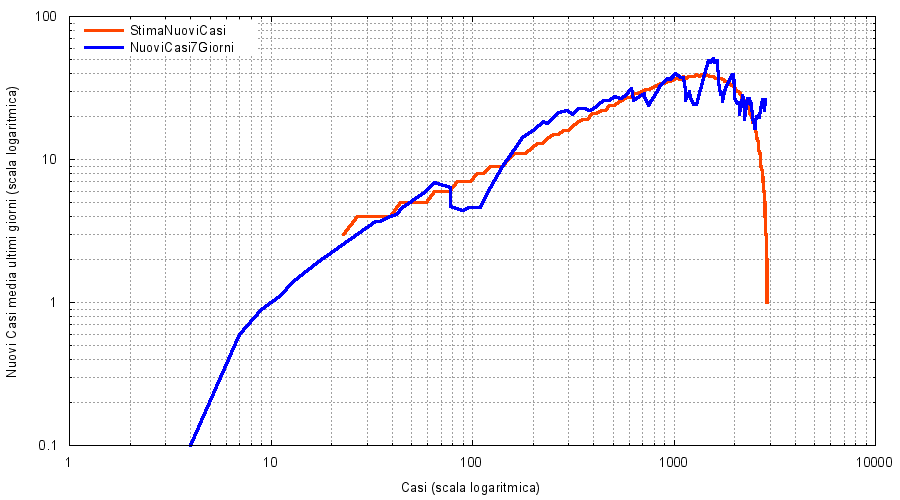 100
StimaNuoviCasi
NuoviCasi7Giorni
10
1
0.1
Nuovi Casi media ultimi giorni (scala logaritmica)
1 10 100 1000 10000
Casi (scala logaritmica)